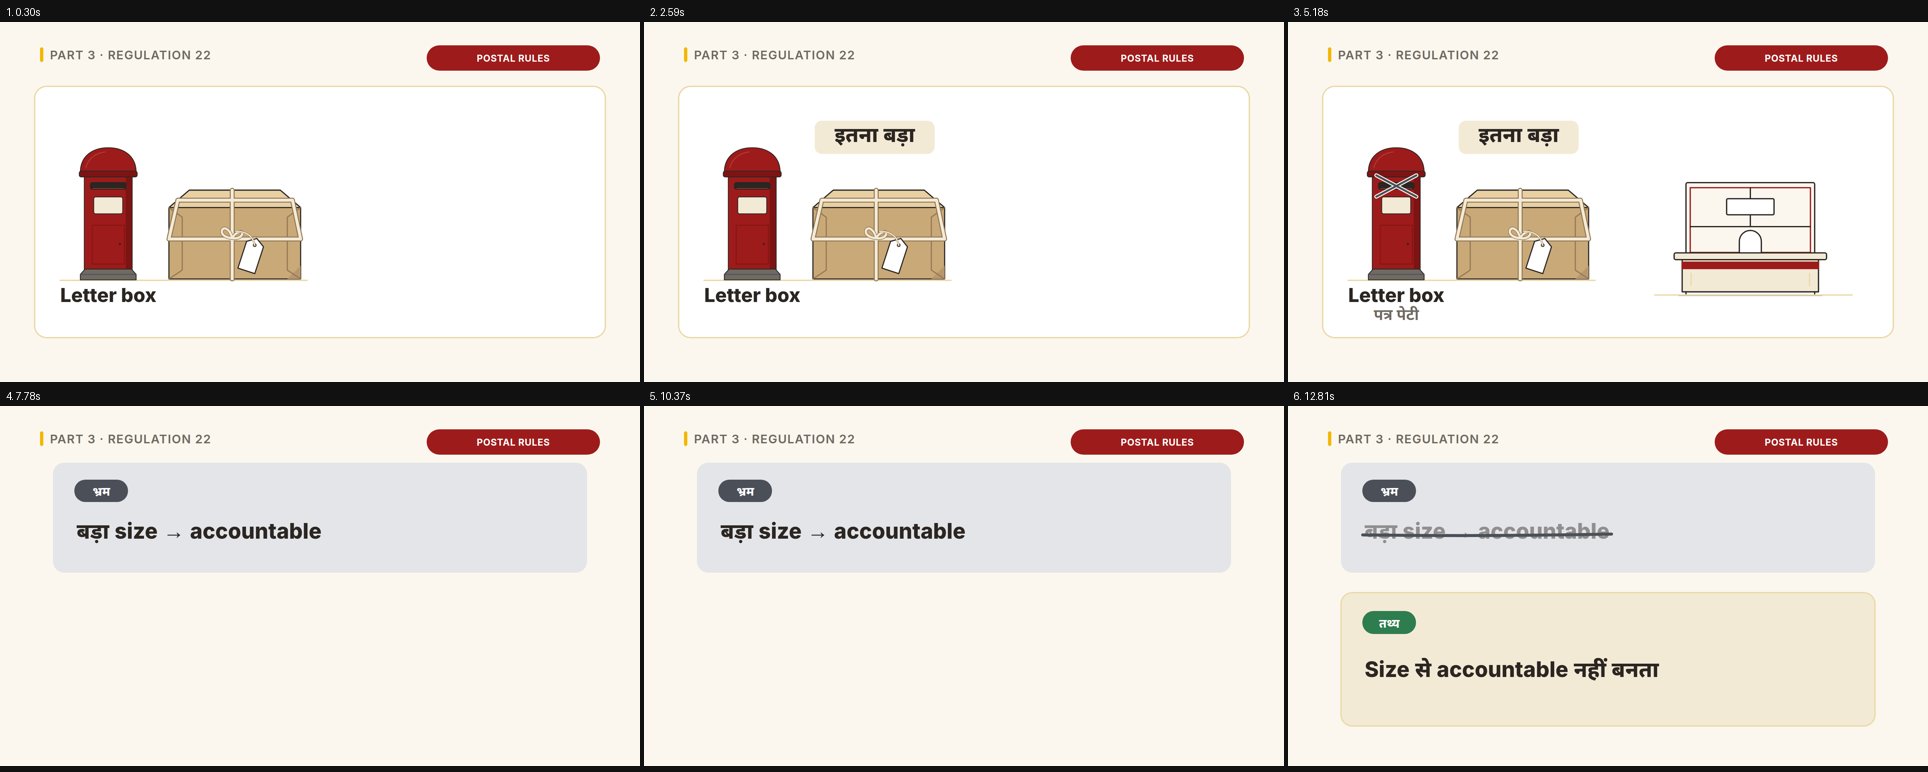 1. 0.30s
PART 3 · REGULATION 22
POSTAL RULES
Letter box
2. 2.59s
PART 3 · REGULATION 22
POSTAL RULES
इतना बड़ा
Letter box
3. 5.18s
PART 3 · REGULATION 22
POSTAL RULES
इतना बड़ा
Letter box
पत्र पेटी
4. 7.78s
PART 3 · REGULATION 22
POSTAL RULES
भ्रम
बड़ा size → accountable
5. 10.37s
PART 3 · REGULATION 22
POSTAL RULES
भ्रम
बड़ा size → accountable
6. 12.81s
PART 3 · REGULATION 22
POSTAL RULES
भ्रम
बड़ा size → accountable
तथ्य
Size से accountable नहीं बनता